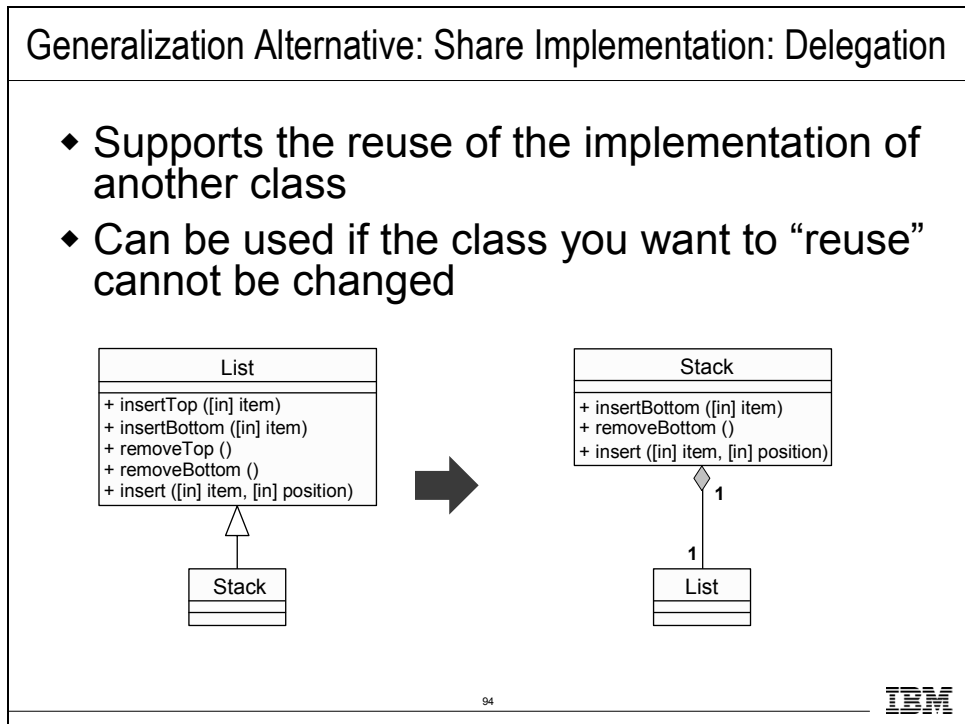 Generalization Alternative: Share Implementation: Delegation
◆ Supports the reuse of the implementation of
another class
◆ Can be used if the class you want to “reuse”
cannot be changed
List
+ insertTop ([in] item)
+ insertBottom ([in] item)
+ removeTop ()
+ removeBottom ()
+ insert ([in] item, [in] position)
Stack
Stack
+ insertBottom ([in] item)
+ removeBottom ()
+ insert ([in] item, [in] position)
1
1
List
94
IBM